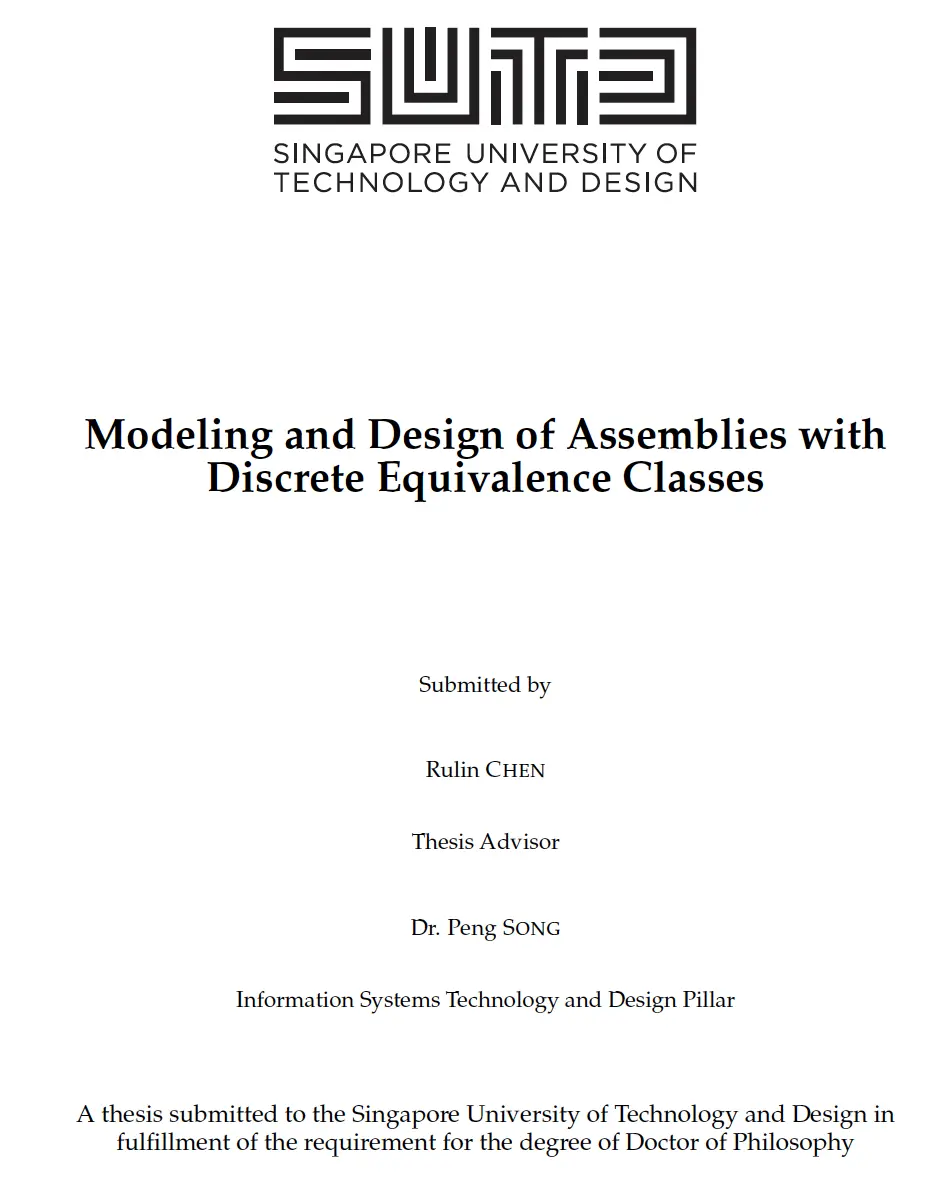 SUTD
SINGAPORE UNIVERSITY OF
TECHNOLOGY AND DESIGN
Modeling and Design of Assemblies with
Discrete Equivalence Classes
Submitted by
Rulin CHEN
Thesis Advisor
Dr. Peng SONG
Information Systems Technology and Design Pillar
A thesis submitted to the Singapore University of Technology and Design in
fulfillment of the requirement for the degree of Doctor of Philosophy